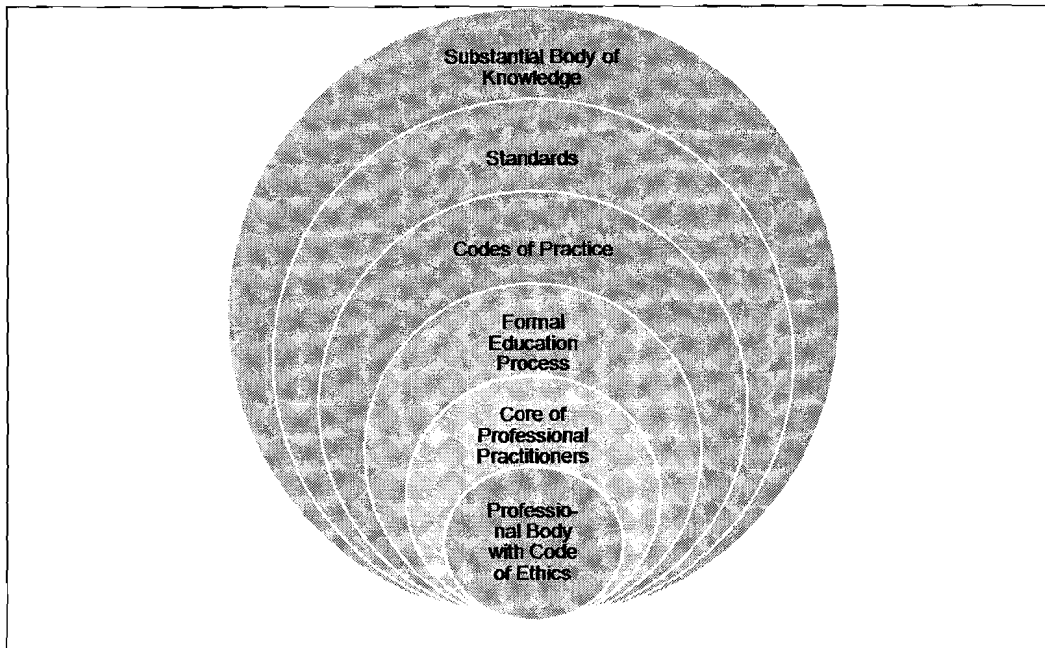 Substantial Body of
Knowledge
Standards
Codes of Practice
Formal
Education
Process
Core of
Professional
Practitioners
Professio-
nal Body
with Code
of Ethics